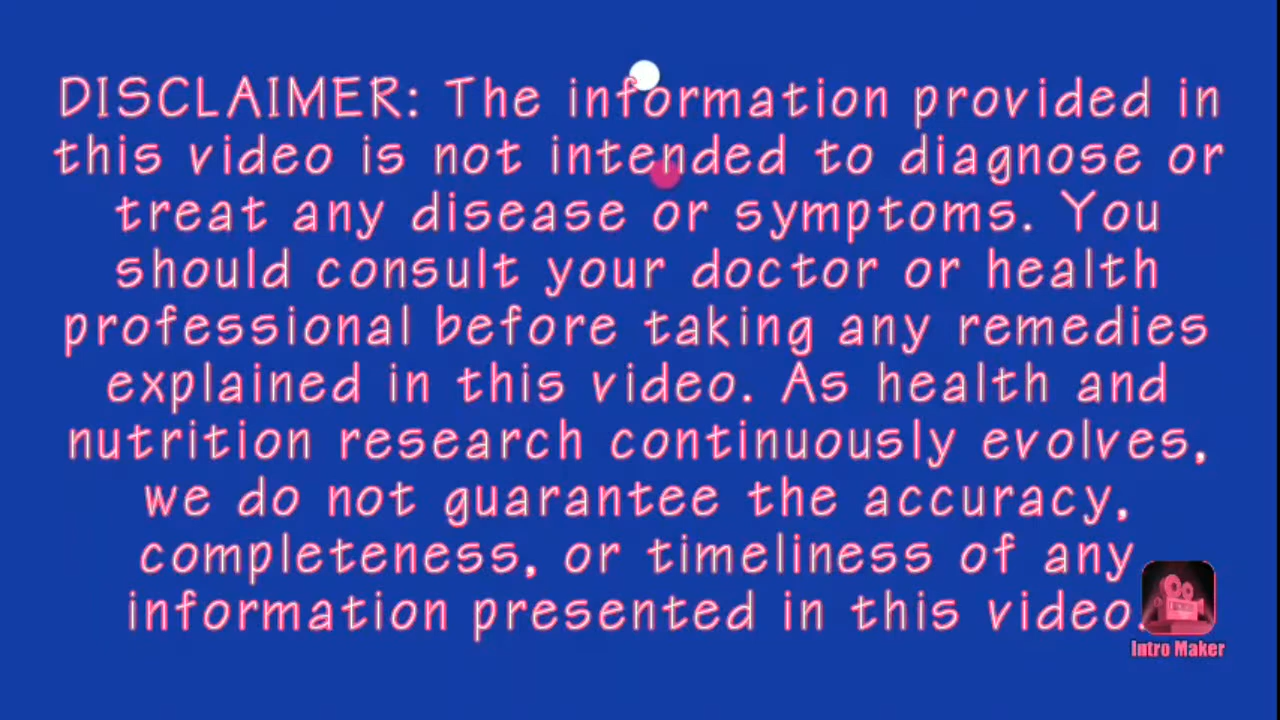 DISCLAIMER: The information provided in
this video is not intended to diagnose or
treat any disease or symptoms. You
should consult your doctor or health
professional before taking any remedies
explained in this video. As health and
nutrition research continuously evolves,
we do not guarantee the accuracy,
completeness, or timeliness of any
information presented in this video.
Intro Maker